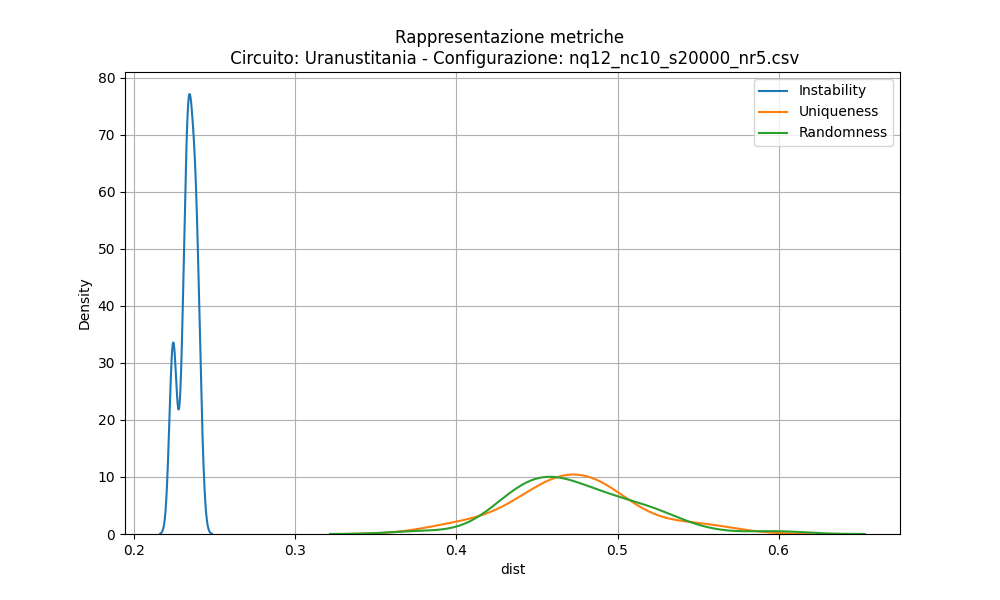 Rappresentazione metriche
Circuito: Uranustitania - Configurazione: nq12_nc10_s20000_nr5.csv
Instability
Uniqueness
Randomness
80
70
60
50
40
30
20
10
0
Density
0.2
0.3
0.4
0.5
0.6
dist